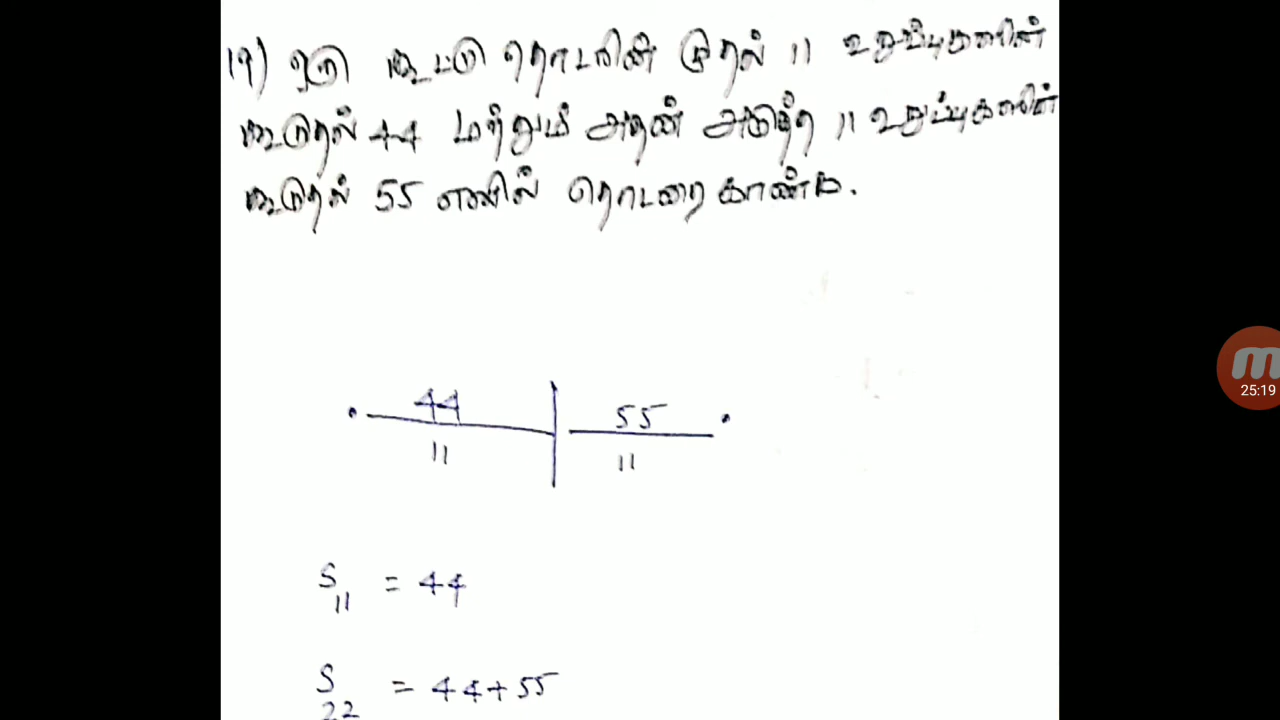 19) ஒரு கூட்டு தொடரின் முதல் 11 உறுப்புகளின்
கூடுதல் 44 மற்றும் அதன் அடுத்த 11 உறுப்புகளின்
கூடுதல் 55 எனில் தொடரை காண்க.
44 55
11 11
S11 = 44
S22 = 44+55
25:19